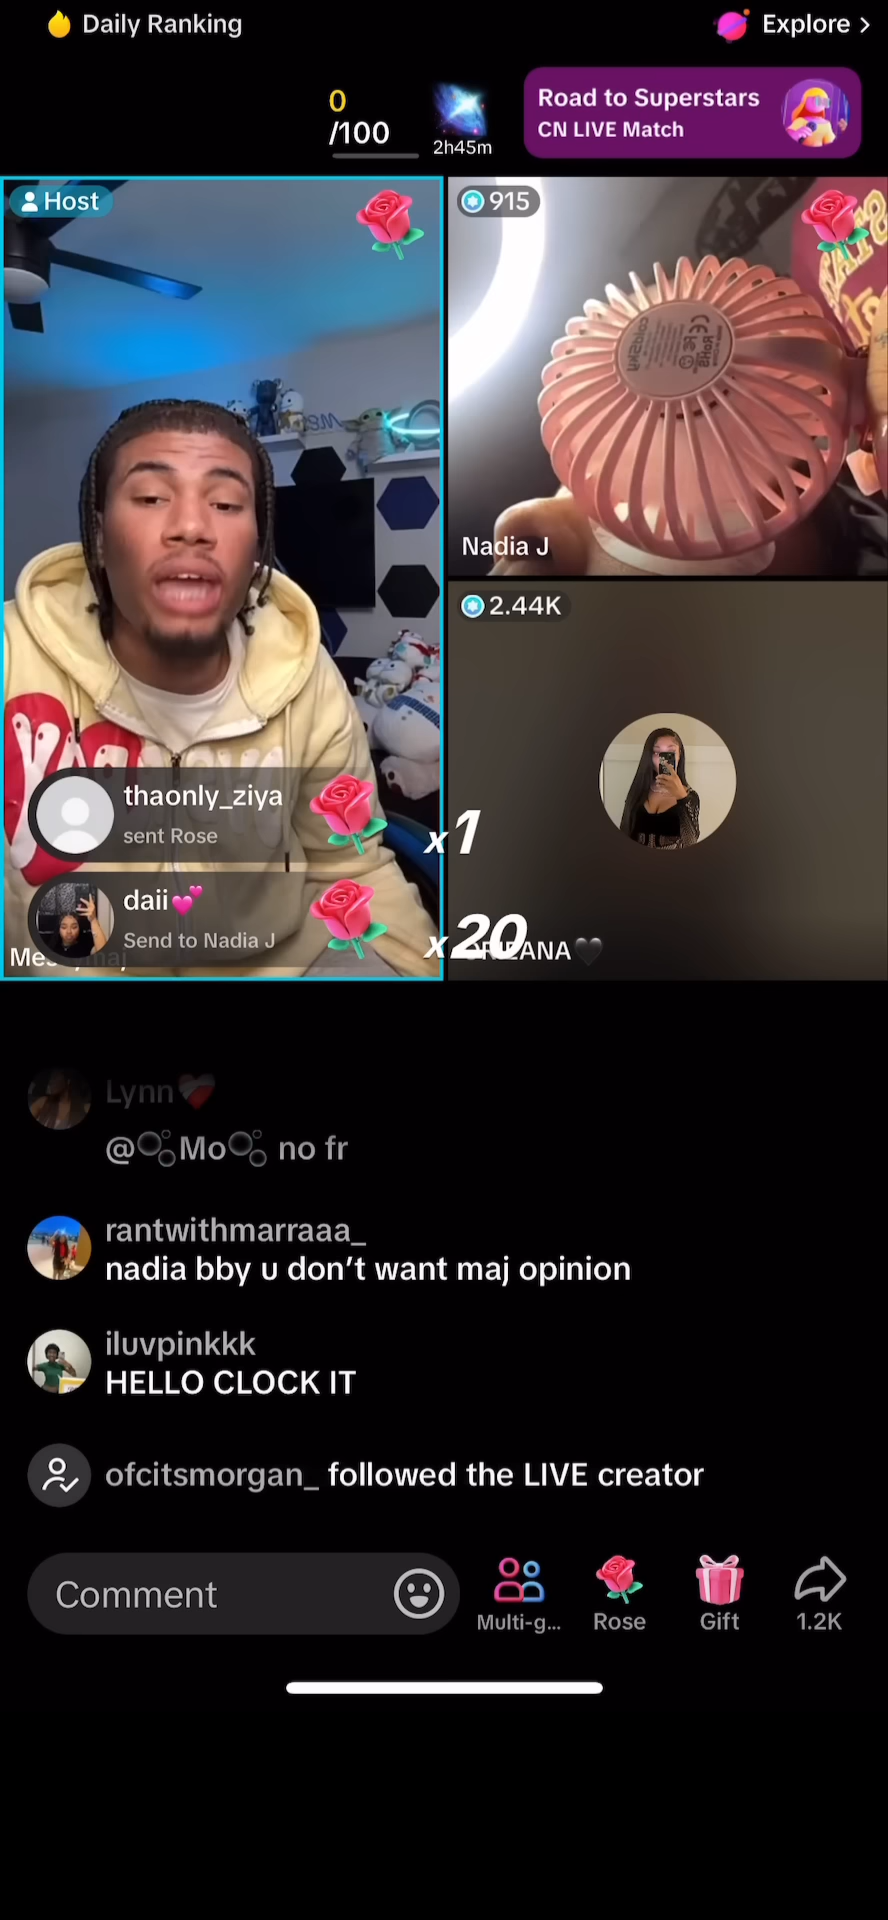 Daily Ranking
Explore >
0
/100
2h45m
Road to Superstars
CN LIVE Match
Host
915
Nadia J
2.44K
thaonly_ziya
sent Rose
x1
daii💕
Send to Nadia J
x20
Lynn❤️‍🩹
@🫧Mo🫧 no fr
rantwithmarraaa_
nadia bby u don’t want maj opinion
iluvpinkkk
HELLO CLOCK IT
ofcitsmorgan_ followed the LIVE creator
Comment
Multi-g...
Rose
Gift
1.2K